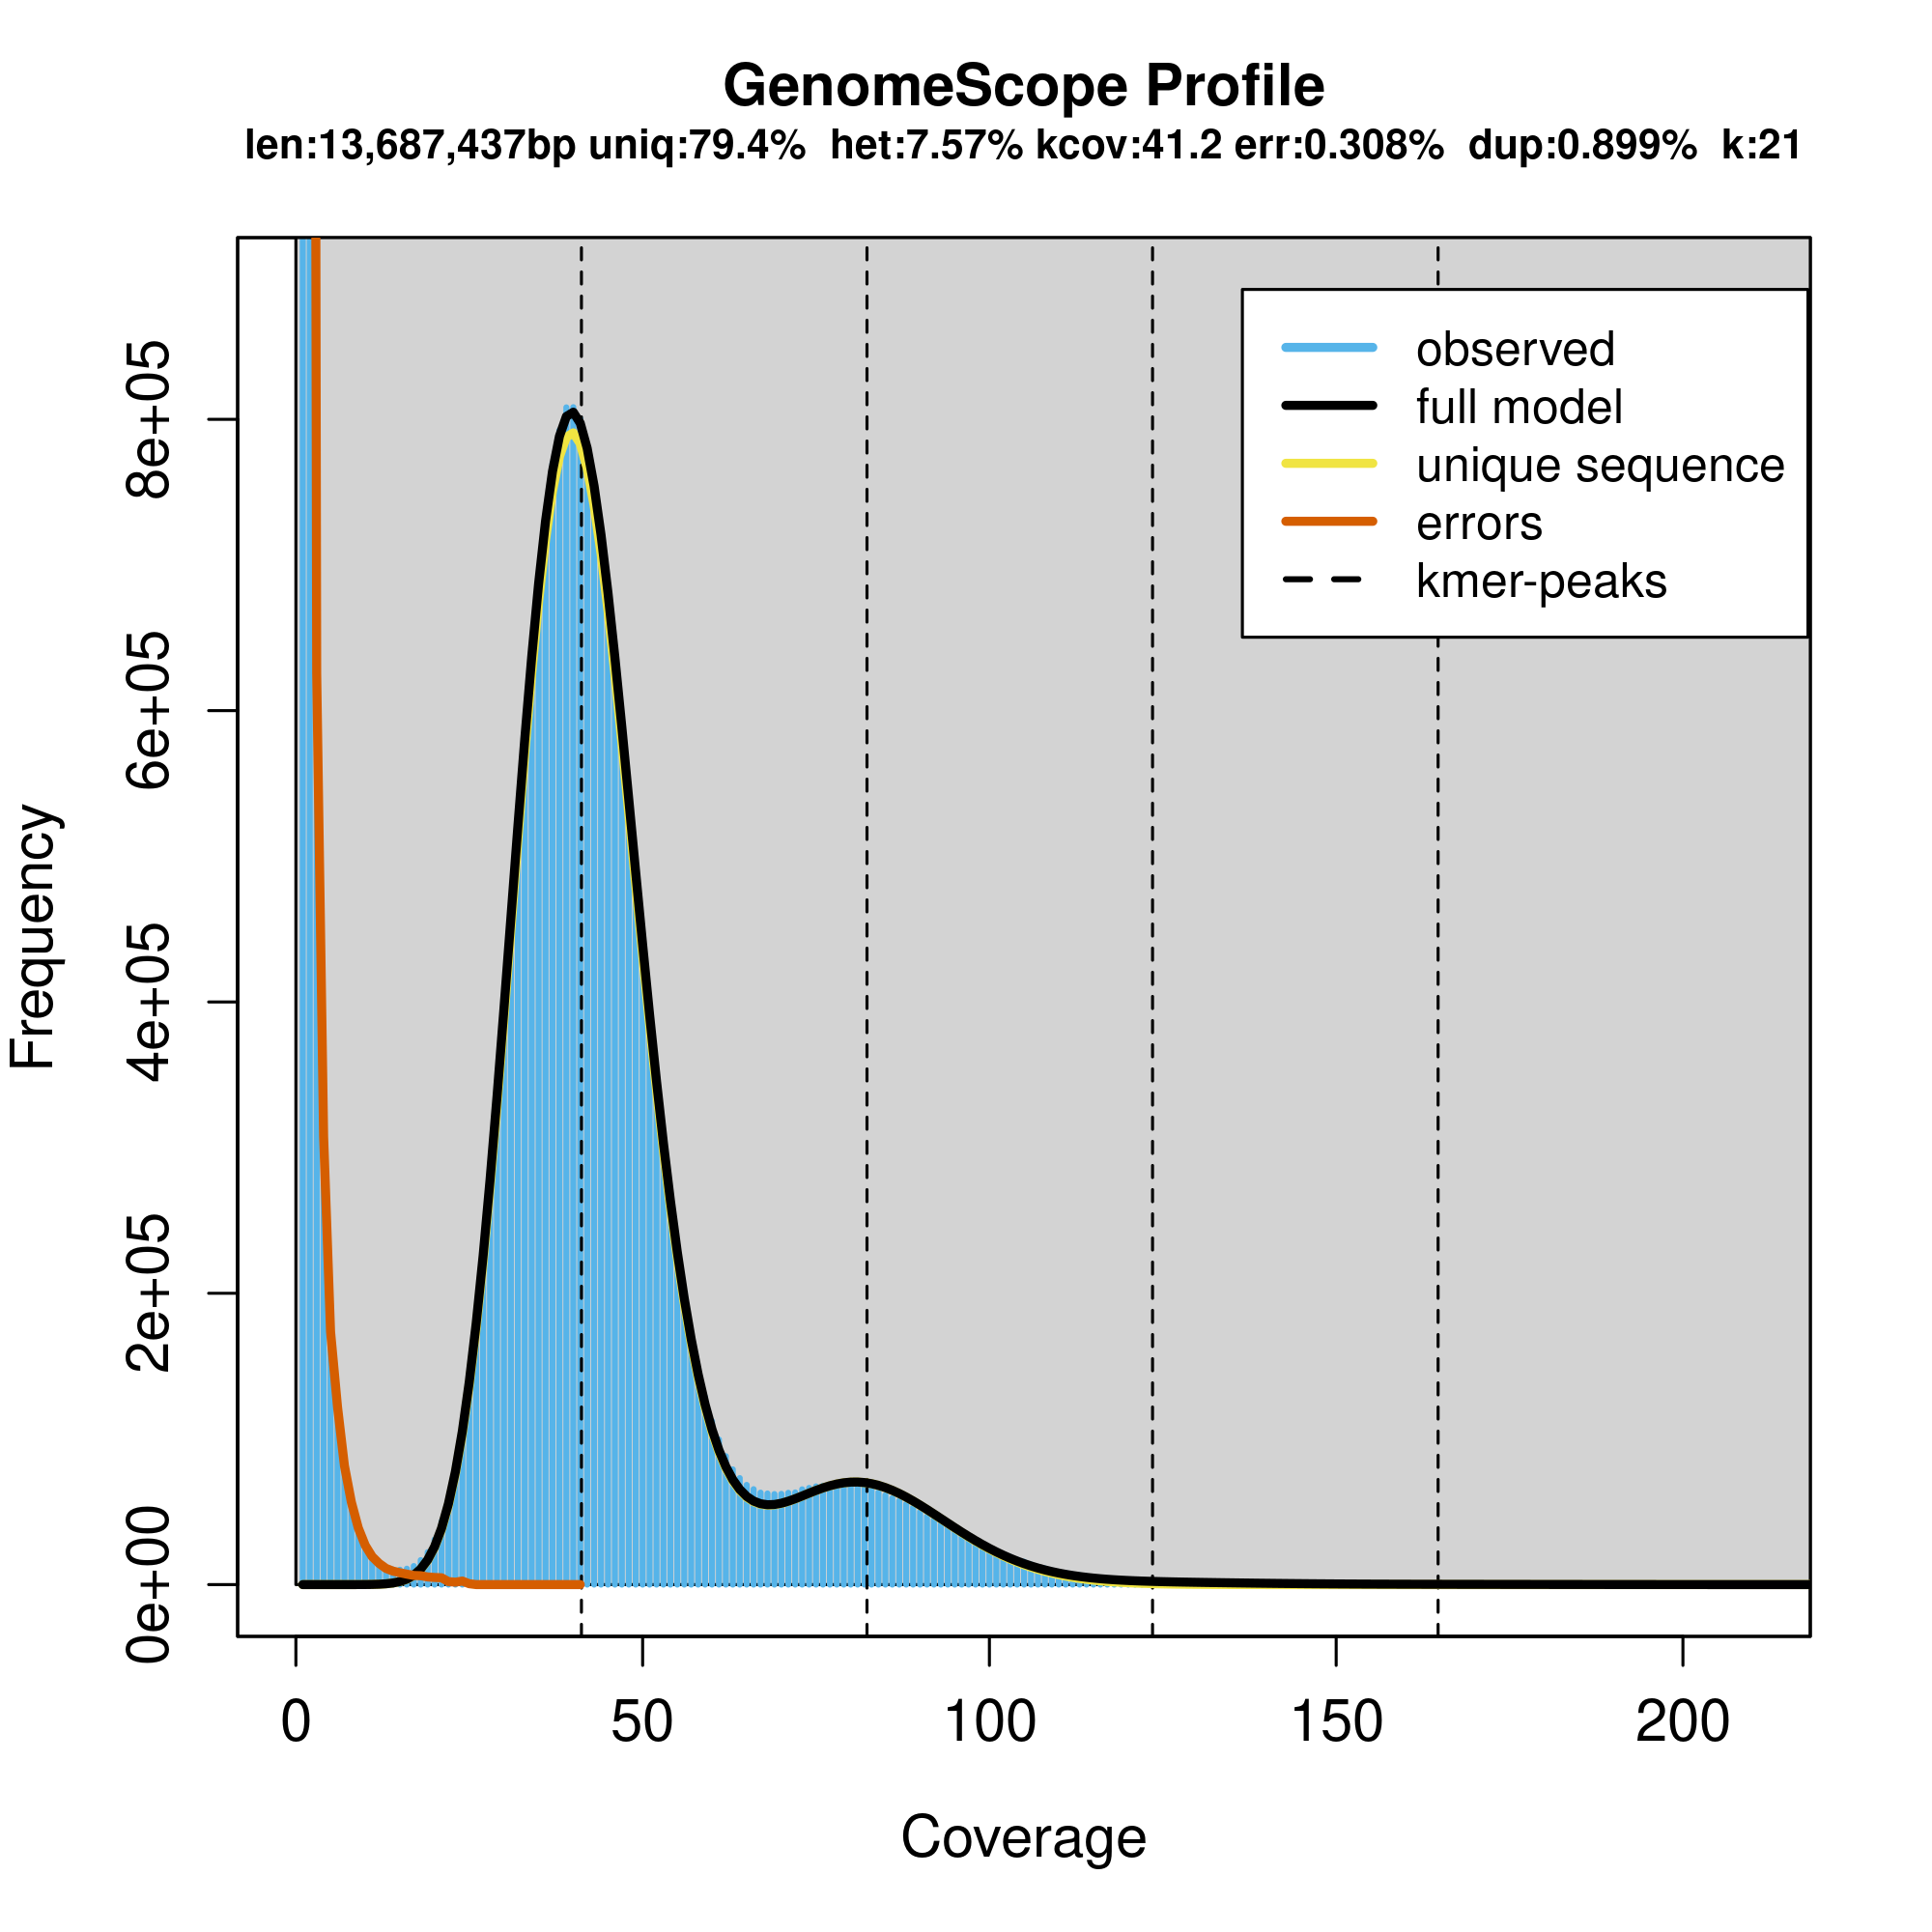 GenomeScope Profile
len:13,687,437bp uniq:79.4% het:7.57% kcov:41.2 err:0.308% dup:0.899% k:21
observed
full model
unique sequence
errors
kmer-peaks
Frequency
8e+05
6e+05
4e+05
2e+05
0e+00
0 50 100 150 200
Coverage